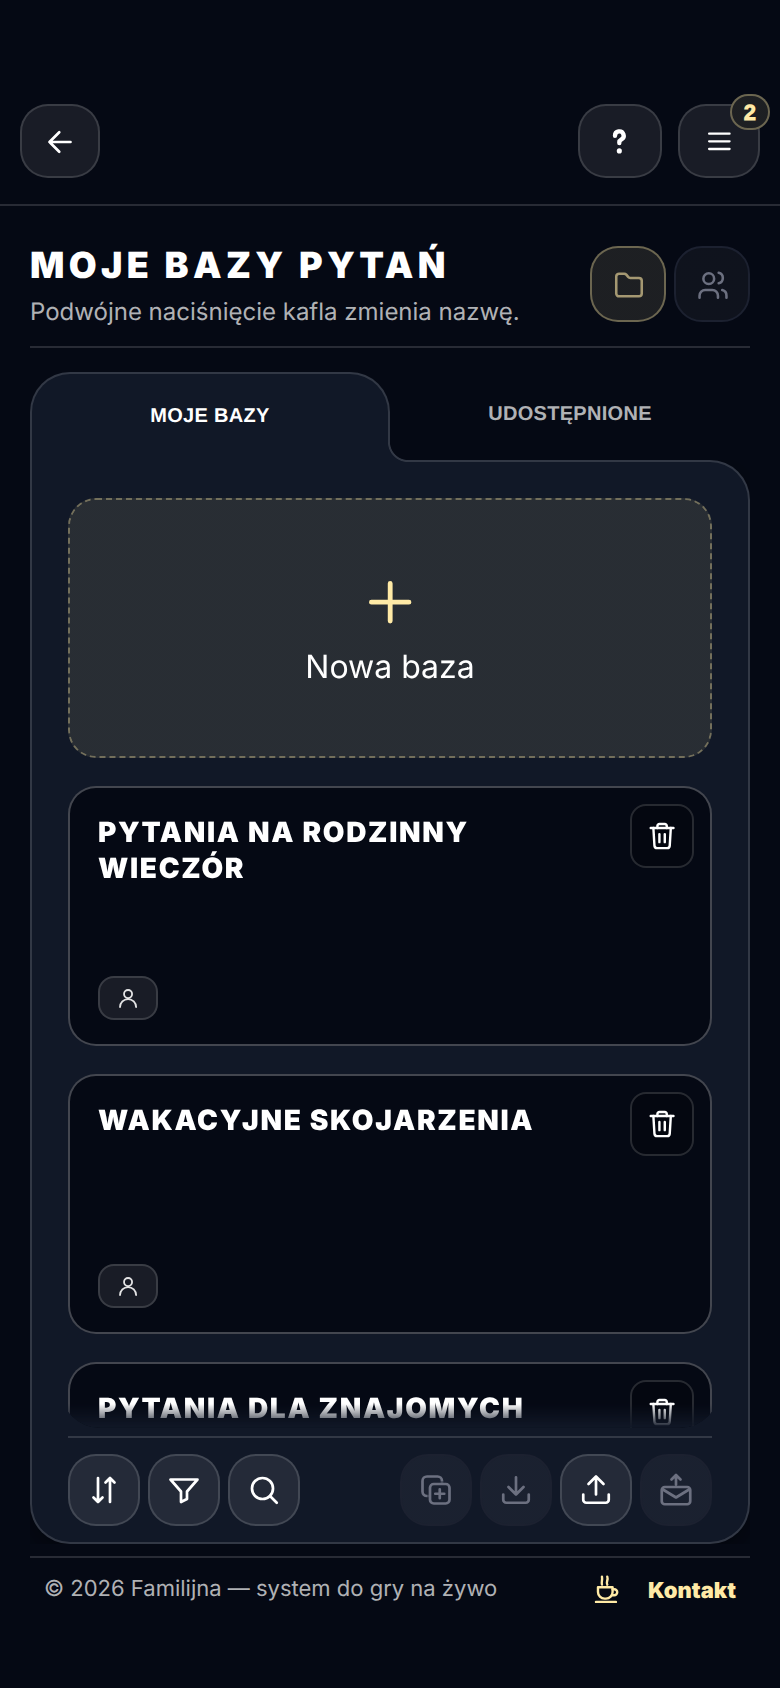 ?
2
MOJE BAZY PYTAŃ
Podwójne naciśnięcie kafla zmienia nazwę.
MOJE BAZY
UDOSTĘPNIONE
Nowa baza
PYTANIA NA RODZINNY
WIECZÓR
WAKACYJNE SKOJARZENIA
PYTANIA DLA ZNAJOMYCH
© 2026 Familijna — system do gry na żywo
Kontakt